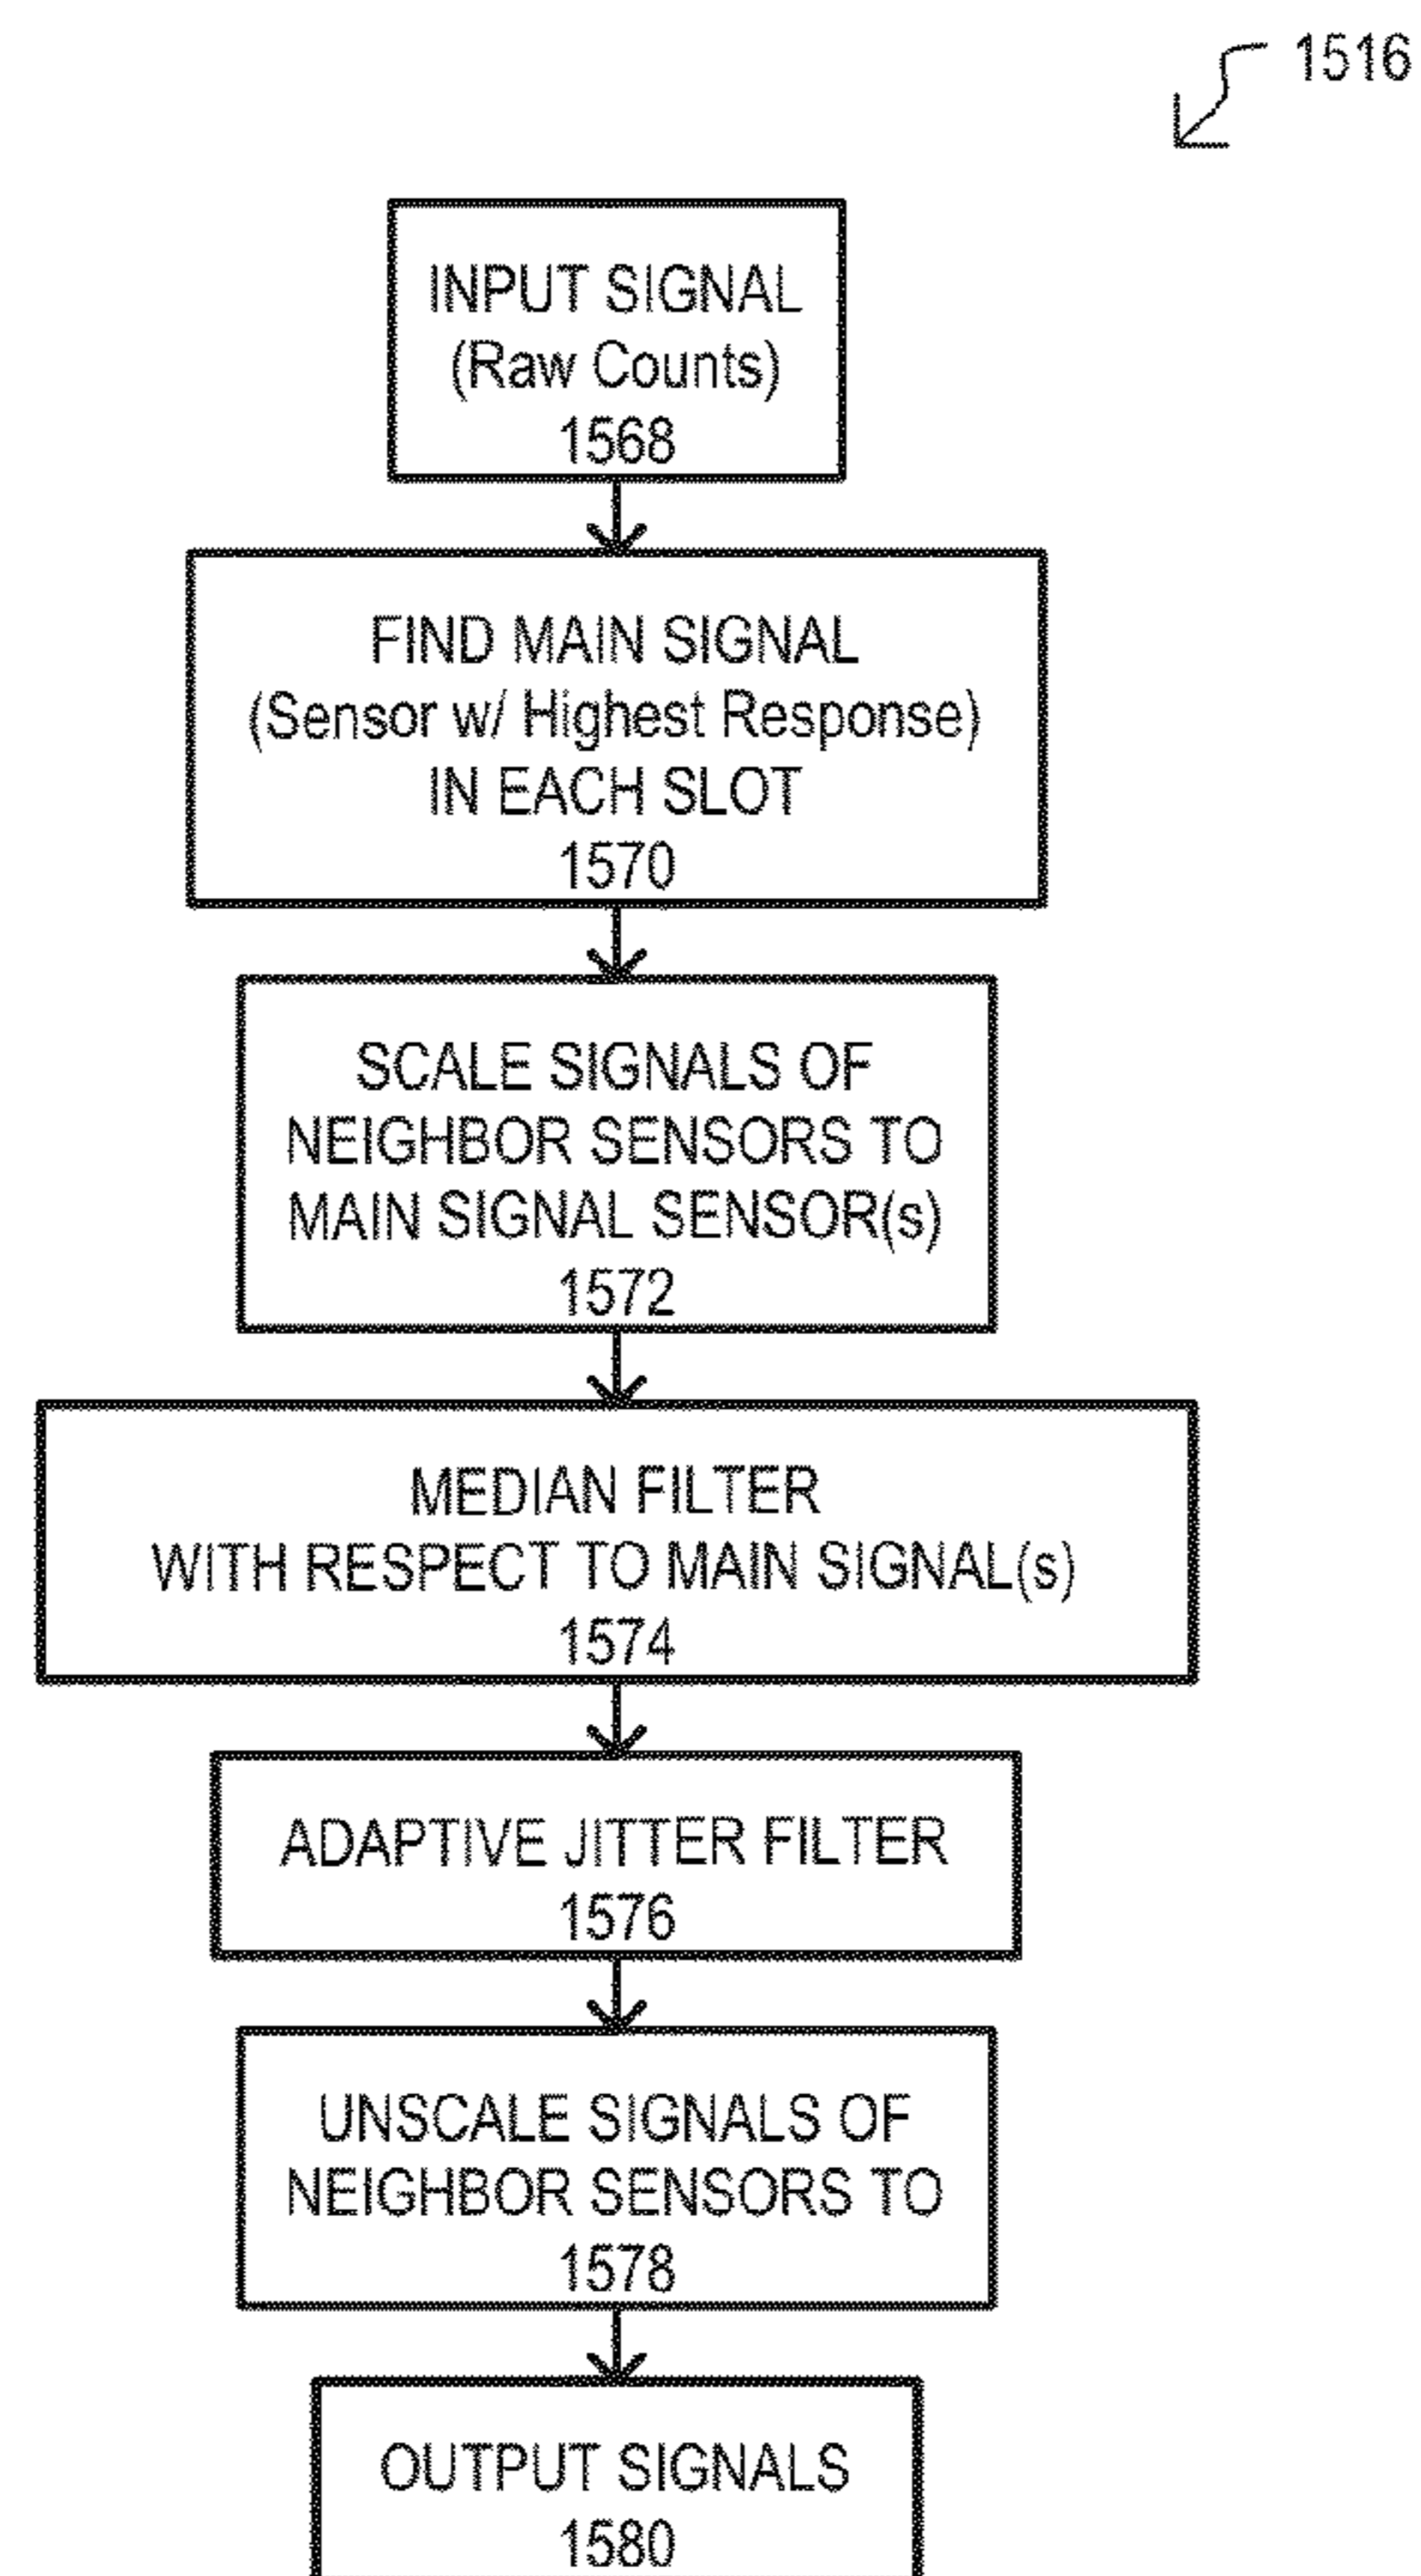 1516
INPUT SIGNAL
(Raw Counts)
1568
FIND MAIN SIGNAL
(Sensor w/ Highest Response)
IN EACH SLOT
1570
SCALE SIGNALS OF
NEIGHBOR SENSORS TO
MAIN SIGNAL SENSOR(s)
1572
MEDIAN FILTER
WITH RESPECT TO MAIN SIGNAL(s)
1574
ADAPTIVE JITTER FILTER
1576
UNSCALE SIGNALS OF
NEIGHBOR SENSORS TO
1578
OUTPUT SIGNALS
1580